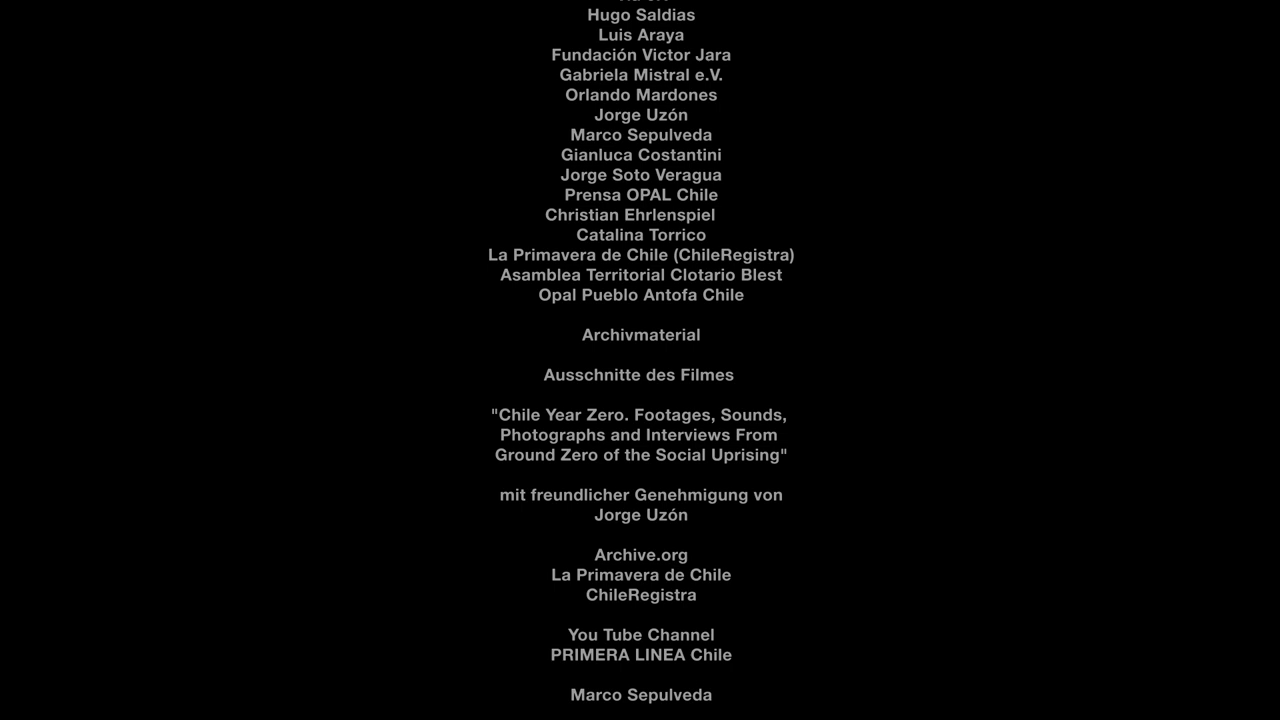 Hugo Saldias
Luis Araya
Fundación Victor Jara
Gabriela Mistral e.V.
Orlando Mardones
Jorge Uzón
Marco Sepulveda
Gianluca Costantini
Jorge Soto Veragua
Prensa OPAL Chile
Christian Ehrlenspiel
Catalina Torrico
La Primavera de Chile (ChileRegistra)
Asamblea Territorial Clotario Blest
Opal Pueblo Antofa Chile
Archivmaterial
Ausschnitte des Filmes
"Chile Year Zero. Footages, Sounds,
Photographs and Interviews From
Ground Zero of the Social Uprising"
mit freundlicher Genehmigung von
Jorge Uzón
Archive.org
La Primavera de Chile
ChileRegistra
You Tube Channel
PRIMERA LINEA Chile
Marco Sepulveda